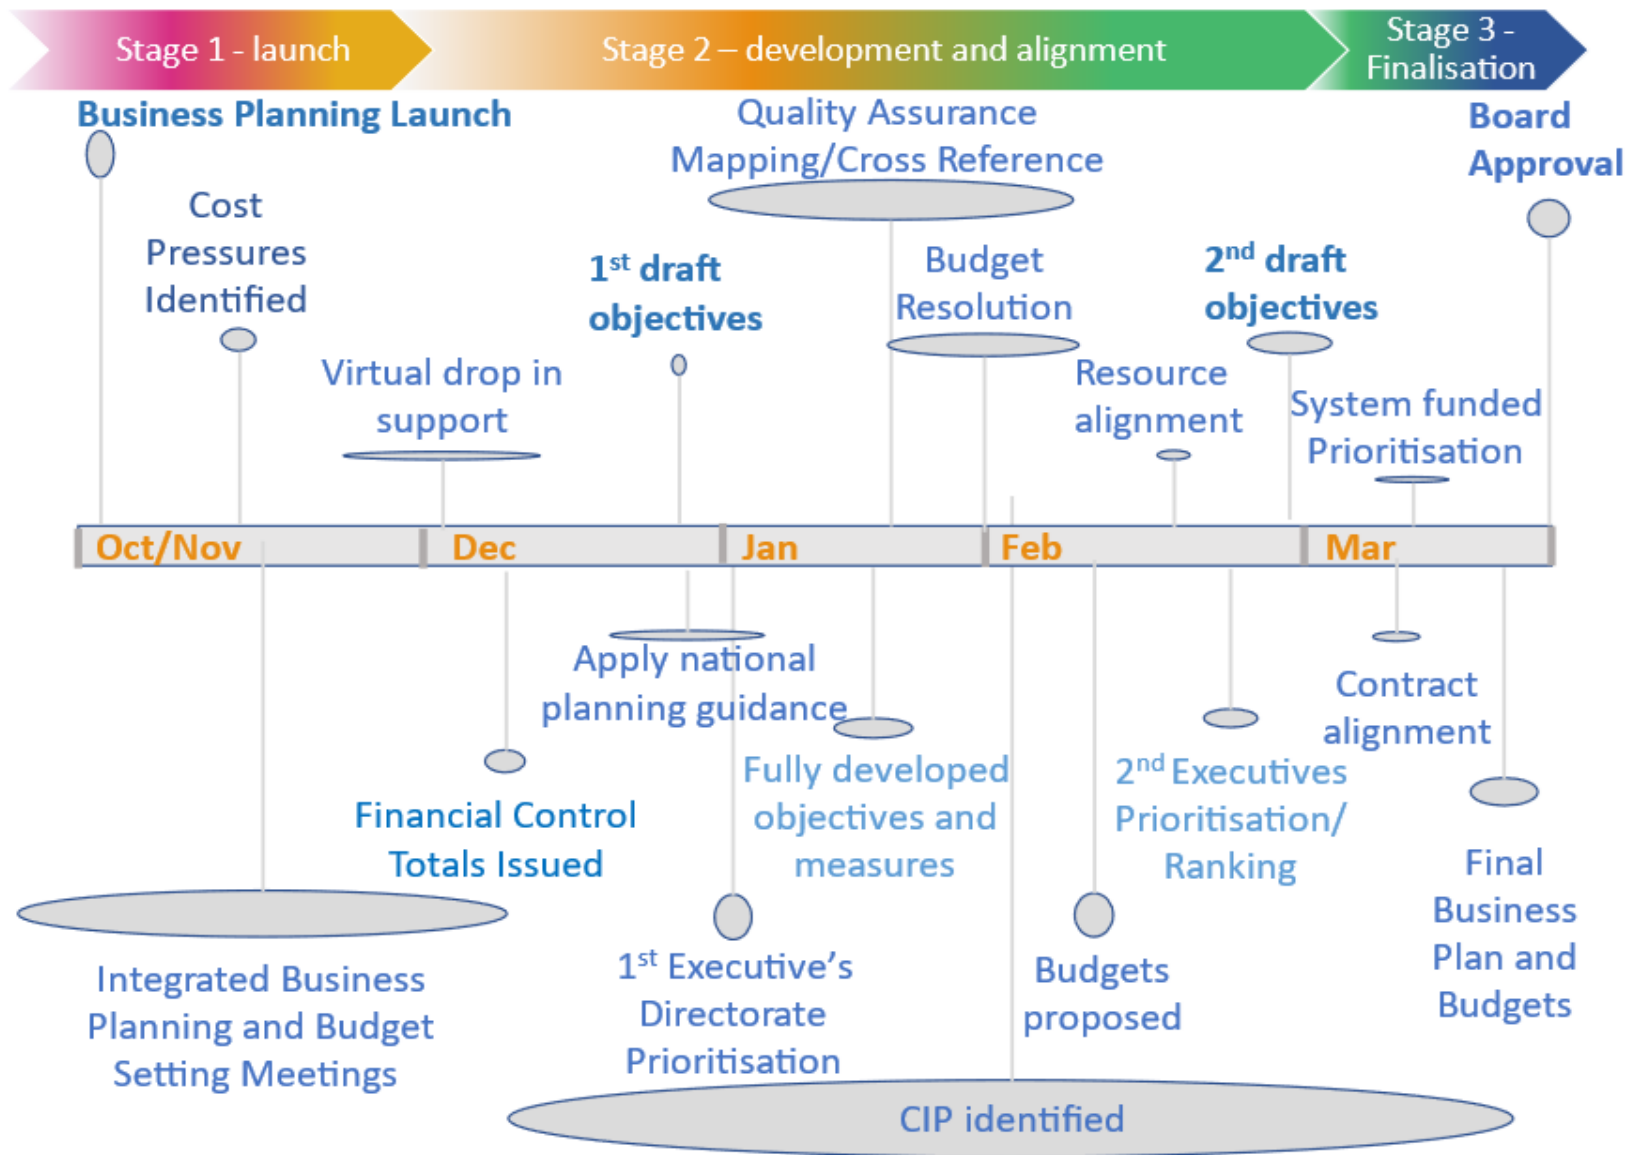 Stage 1 - launch
Stage 2 – development and alignment
Stage 3 -
Finalisation
Business Planning Launch
Quality Assurance
Mapping/Cross Reference
Board
Approval
Cost
Pressures
Identified
1st draft
objectives
Budget
Resolution
2nd draft
objectives
Virtual drop in
support
Resource
alignment
System funded
Prioritisation
Oct/Nov
Dec
Jan
Feb
Mar
Apply national
planning guidance
Contract
alignment
Financial Control
Totals Issued
Fully developed
objectives and
measures
2nd Executives
Prioritisation/
Ranking
Final
Business
Plan and
Budgets
Integrated Business
Planning and Budget
Setting Meetings
1st Executive’s
Directorate
Prioritisation
Budgets
proposed
CIP identified